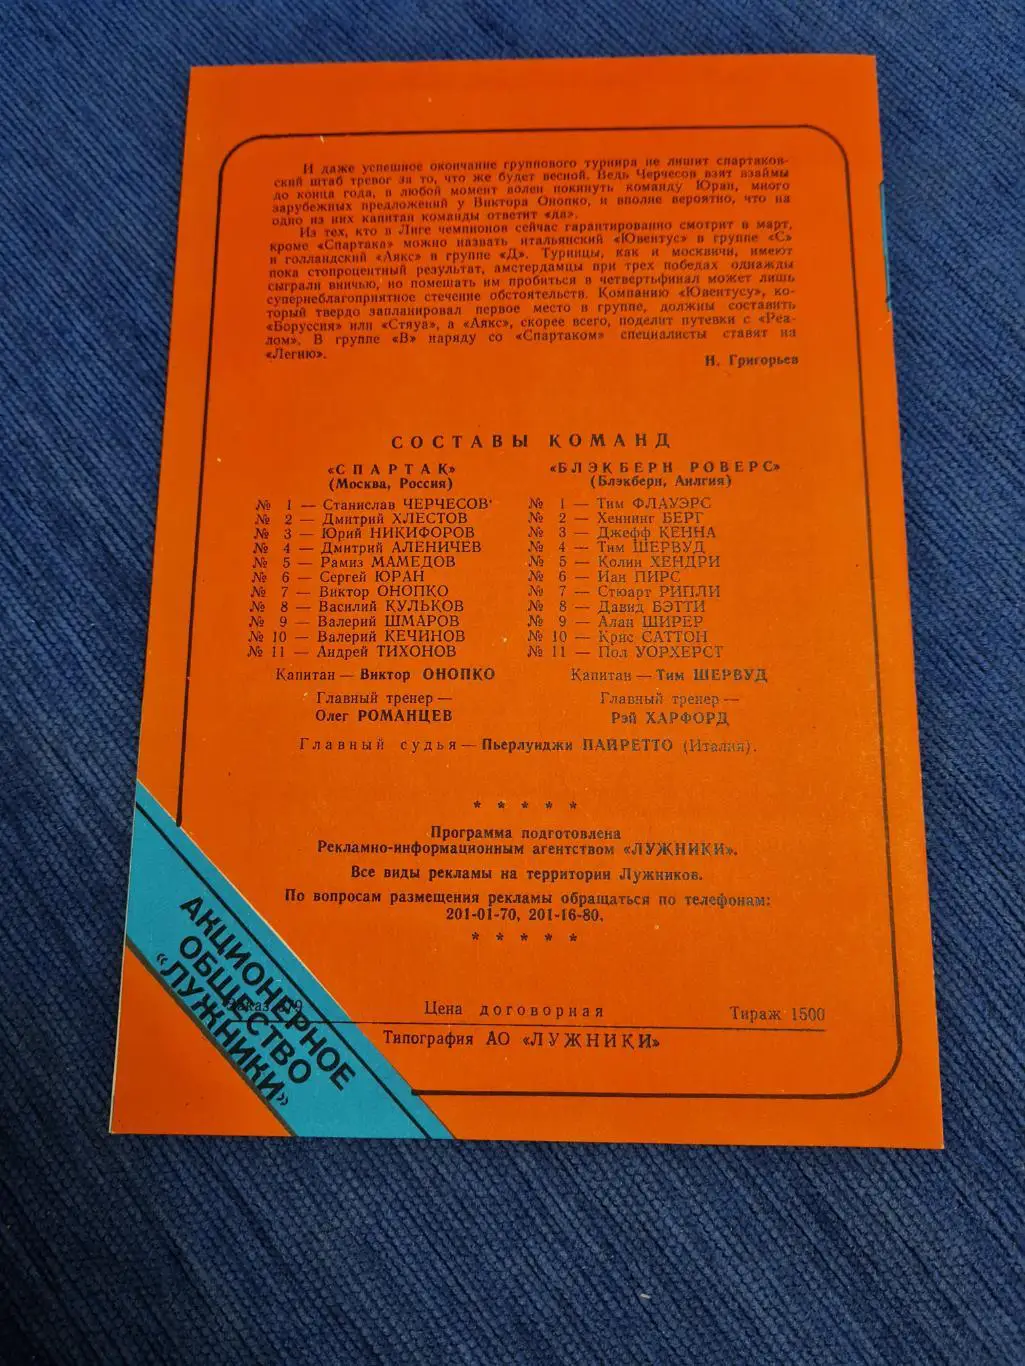 И даже успешное окончание группового турнира не лишит спартаков-
ский штаб тревог за то, что же будет весной. Ведь Черчесов взят взаймы
до конца года, в любой момент волен покинуть команду Юран, много
зарубежных предложений у Виктора Онопко, и вполне вероятно, что на
одно из них капитан команды ответит «да».
Из тех, кто в Лиге чемпионов сейчас гарантированно смотрит в март,
кроме «Спартака» можно назвать итальянский «Ювентус» в группе «С»
и голландский «Аякс» в группе «Д». Туринцы, как и москвичи, имеют
пока стопроцентный результат, амстердамцы при трех победах однажды
сыграли вничью, но помешать им пробиться в четвертьфинал может лишь
супернеблагоприятное стечение обстоятельств. Компанию «Ювентусу», ко-
торый твердо запланировал первое место в группе, должны составить
«Боруссия» или «Стяуа», а «Аякс», скорее всего, поделит путевки с «Реа-
лом». В группе «В» наряду со «Спартаком» специалисты ставят на
«Легию».
Н. Григорьев
СОСТАВЫ КОМАНД
«СПАРТАК»
(Москва, Россия)
№ 1 — Станислав ЧЕРЧЕСОВ
№ 2 — Дмитрий ХЛЕСТОВ
№ 3 — Юрий НИКИФОРОВ
№ 4 — Дмитрий АЛЕНИЧЕВ
№ 5 — Рамиз МАМЕДОВ
№ 6 — Сергей ЮРАН
№ 7 — Виктор ОНОПКО
№ 8 — Василий КУЛЬКОВ
№ 9 — Валерий ШМАРОВ
№ 10 — Валерий КЕЧИНОВ
№ 11 — Андрей ТИХОНОВ
Капитан — Виктор ОНОПКО
Главный тренер —
Олег РОМАНЦЕВ
«БЛЭКБЕРН РОВЕРС»
(Блэкберн, Анлгия)
№ 1 — Тим ФЛАУЭРС
№ 2 — Хеннинг БЕРГ
№ 3 — Джефф КЕННА
№ 4 — Тим ШЕРВУД
№ 5 — Колин ХЕНДРИ
№ 6 — Иан ПИРС
№ 7 — Стюарт РИПЛИ
№ 8 — Давид БЭТТИ
№ 9 — Алан ШИРЕР
№ 10 — Крис САТТОН
№ 11 — Пол УОРХЕРСТ
Капитан — Тим ШЕРВУД
Главный тренер —
Рэй ХАРФОРД
Главный судья — Пьерлуиджи ПАЙРЕТТО (Италия).
* * * * *
Программа подготовлена
Рекламно-информационным агентством «ЛУЖНИКИ».
Все виды рекламы на территории Лужников.
По вопросам размещения рекламы обращаться по телефонам:
201-01-70, 201-16-80.
* * * * *
АКЦИОНЕРНОЕ
ОБЩЕСТВО
«ЛУЖНИКИ»
Заказ
Цена договорная
Тираж 1500
Типография АО «ЛУЖНИКИ»